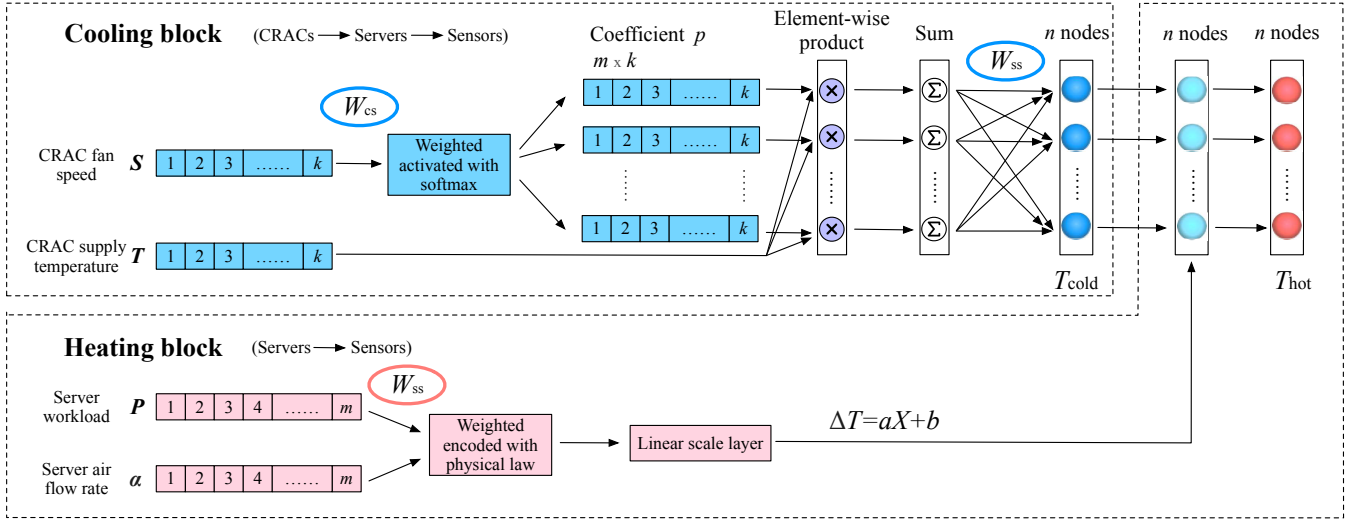 Cooling block (CRACs → Servers → Sensors)
Coefficient p
m x k
Element-wise
product
Sum
n nodes
n nodes
n nodes
W_cs
W_ss
1 2 3 ...... k
1 2 3 ...... k
1 2 3 ...... k
CRAC fan
speed
S
1 2 3 ...... k
Weighted
activated with
softmax
× × ...... ×
Σ Σ ...... Σ
CRAC supply
temperature
T
1 2 3 ...... k
T_cold
T_hot
Heating block (Servers → Sensors)
W_ss
Server
workload
P
1 2 3 4 ...... m
Server air
flow rate
α
1 2 3 4 ...... m
Weighted
encoded with
physical law
Linear scale layer
ΔT=aX+b